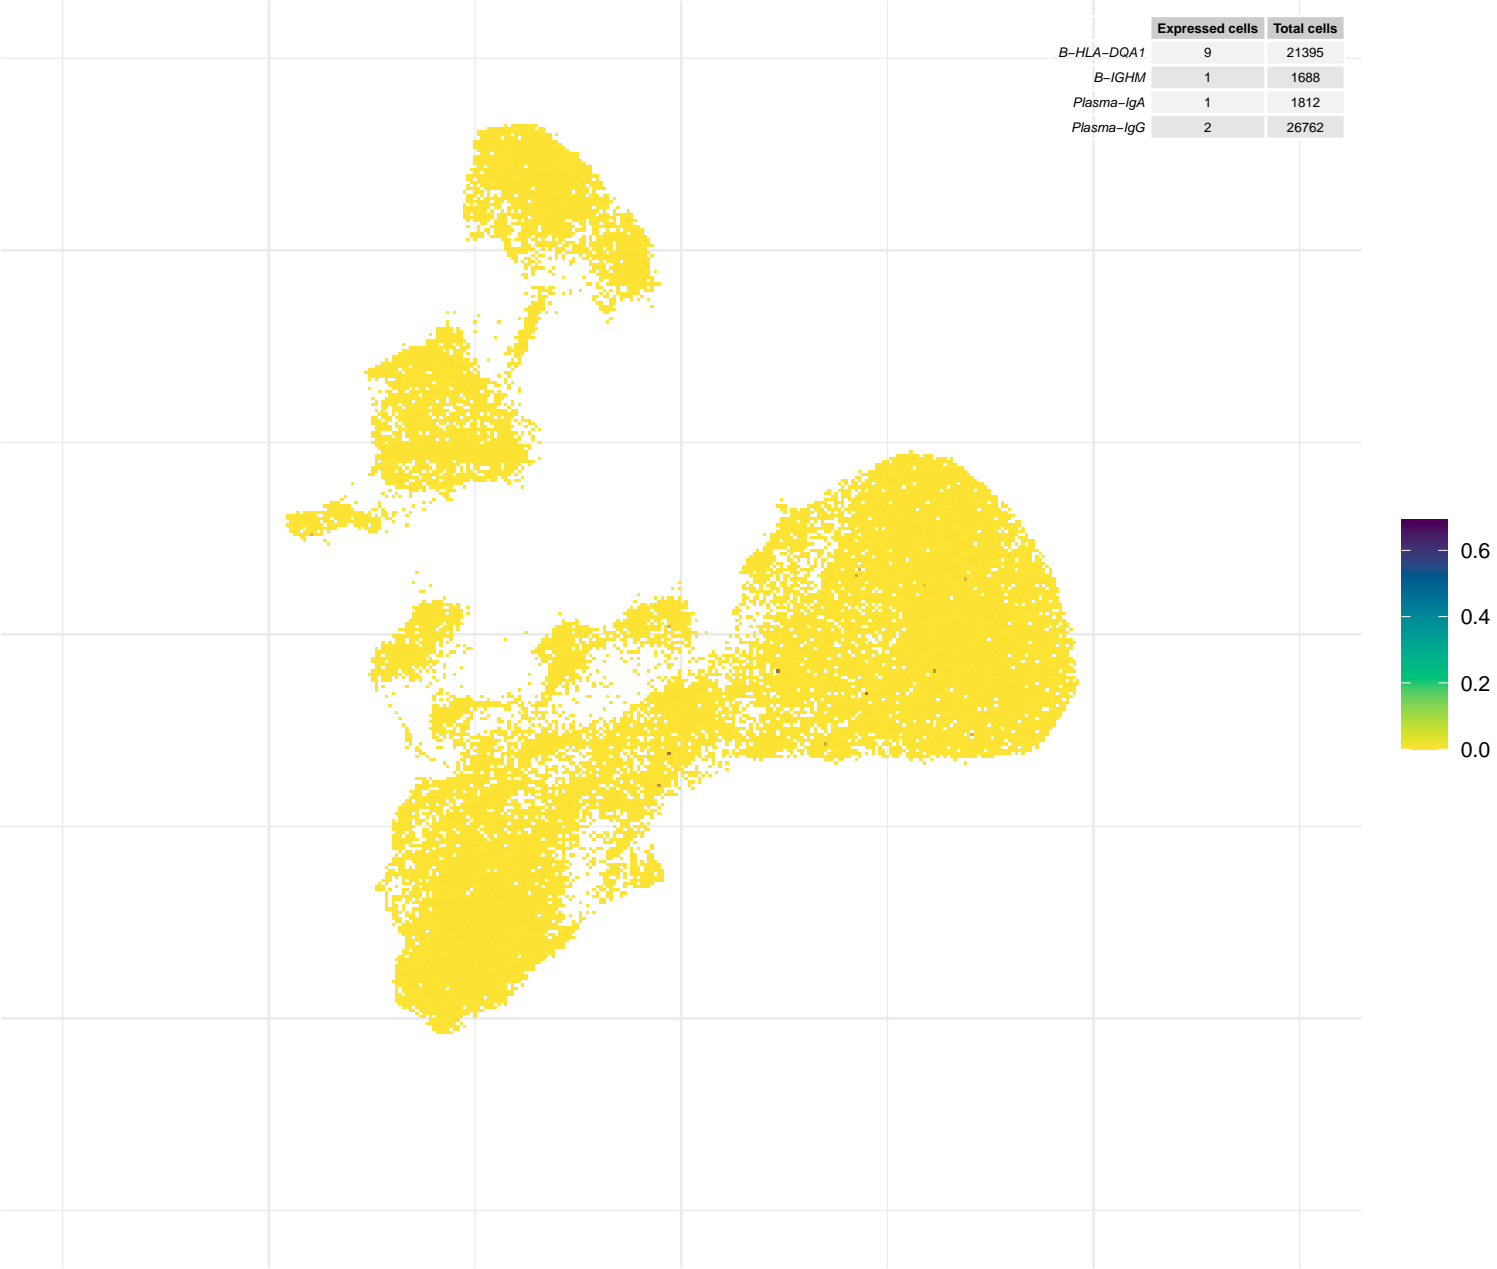 Expressed cells Total cells
B−HLA−DQA1 9 21395
B−IGHM 1 1688
Plasma−IgA 1 1812
Plasma−IgG 2 26762
0.6
0.4
0.2
0.0